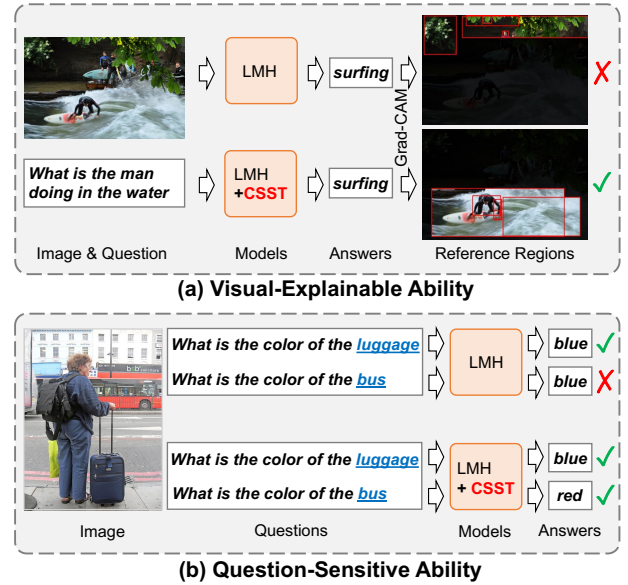 LMH
surfing
Grad-CAM
What is the man
doing in the water
LMH
+CSST
surfing
Image & Question
Models
Answers
Reference Regions
(a) Visual-Explainable Ability
What is the color of the luggage
What is the color of the bus
LMH
blue
blue
What is the color of the luggage
What is the color of the bus
LMH
+ CSST
blue
red
Image
Questions
Models
Answers
(b) Question-Sensitive Ability